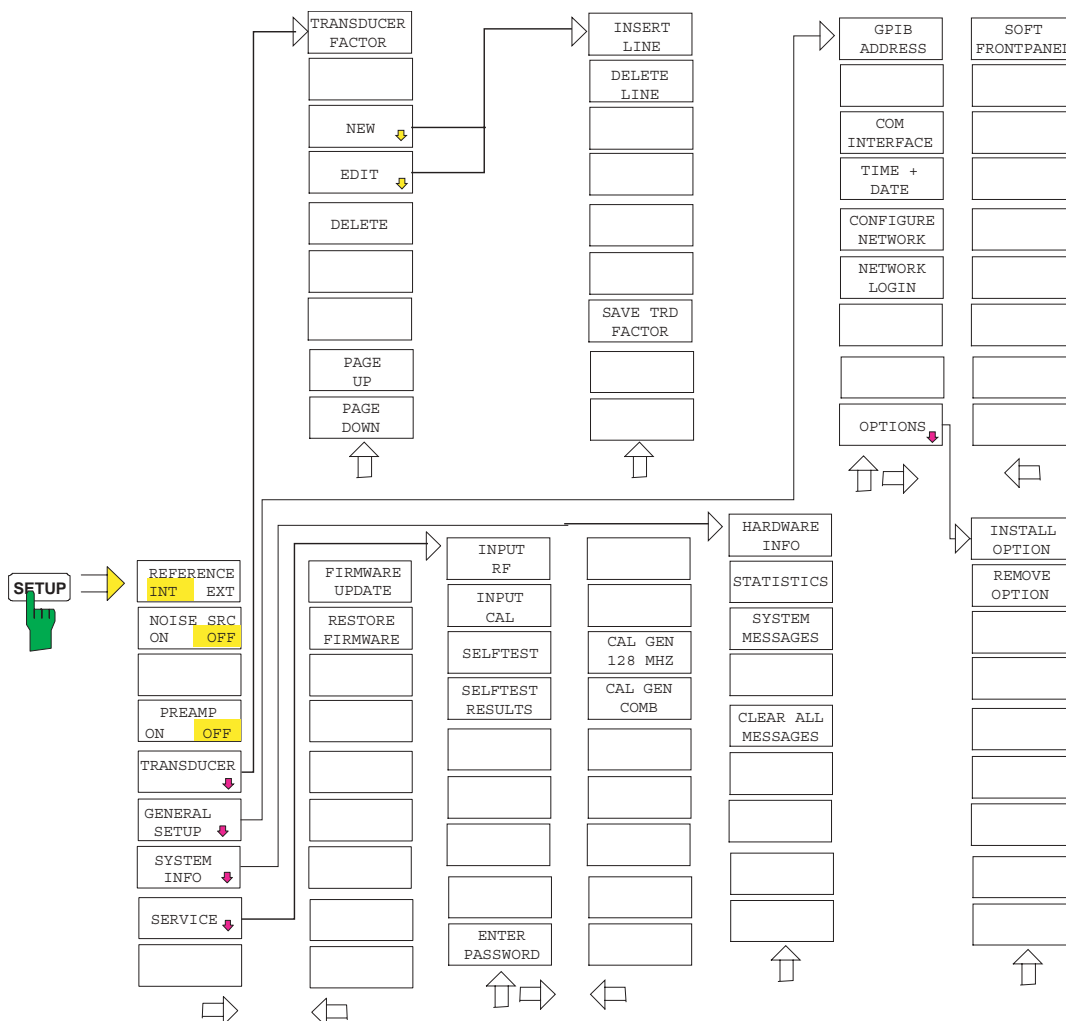 TRANSDUCER
FACTOR
NEW
EDIT
DELETE
PAGE
UP
PAGE
DOWN
INSERT
LINE
DELETE
LINE
SAVE TRD
FACTOR
GPIB
ADDRESS
COM
INTERFACE
TIME +
DATE
CONFIGURE
NETWORK
NETWORK
LOGIN
OPTIONS
SOFT
FRONTPANEL
SETUP
REFERENCE
INT EXT
NOISE SRC
ON OFF
PREAMP
ON OFF
TRANSDUCER
GENERAL
SETUP
SYSTEM
INFO
SERVICE
FIRMWARE
UPDATE
RESTORE
FIRMWARE
INPUT
RF
INPUT
CAL
SELFTEST
SELFTEST
RESULTS
ENTER
PASSWORD
CAL GEN
128 MHZ
CAL GEN
COMB
HARDWARE
INFO
STATISTICS
SYSTEM
MESSAGES
CLEAR ALL
MESSAGES
INSTALL
OPTION
REMOVE
OPTION